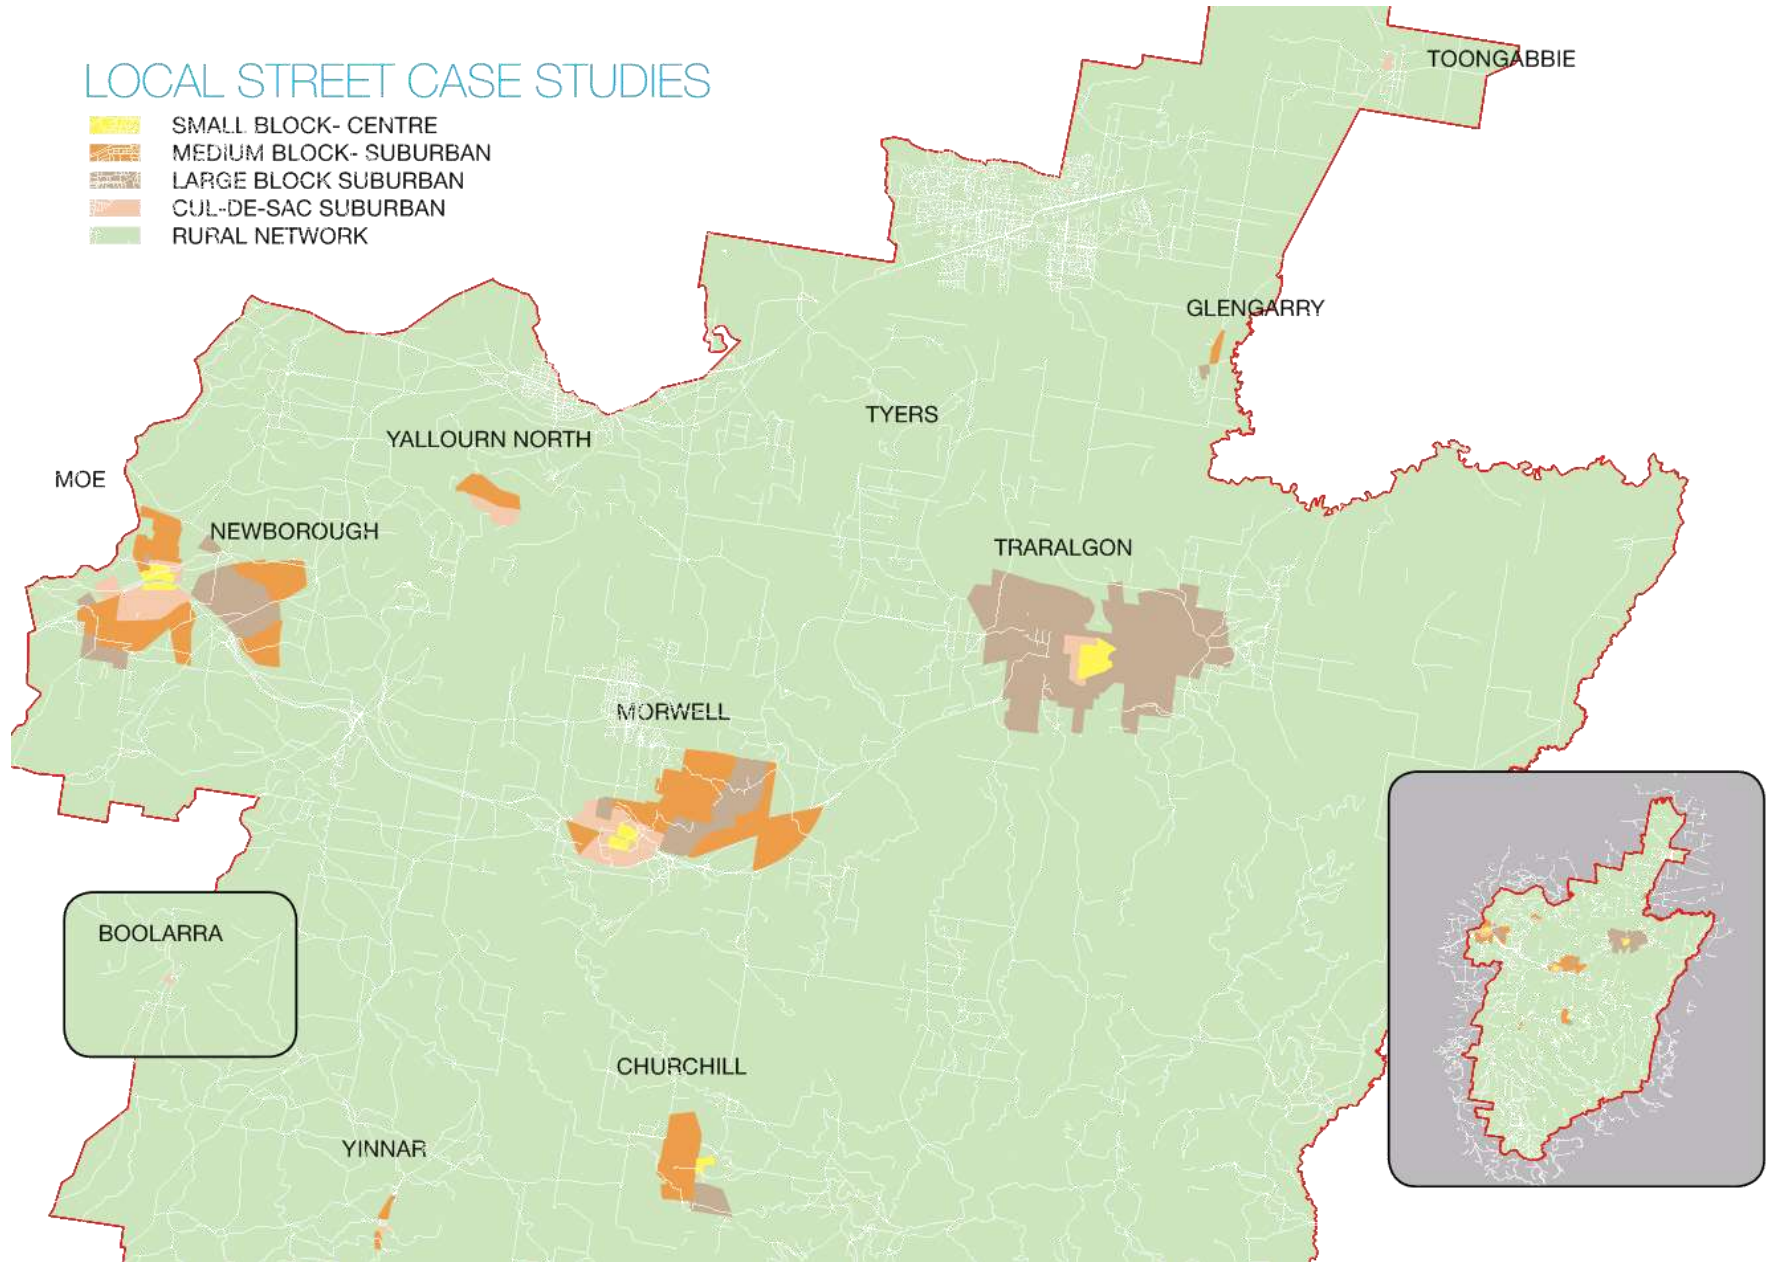 LOCAL STREET CASE STUDIES
SMALL BLOCK- CENTRE
MEDIUM BLOCK- SUBURBAN
LARGE BLOCK SUBURBAN
CUL-DE-SAC SUBURBAN
RURAL NETWORK
TOONGABBIE
GLENGARRY
TYERS
YALLOURN NORTH
MOE
NEWBOROUGH
TRARALGON
MORWELL
BOOLARRA
CHURCHILL
YINNAR